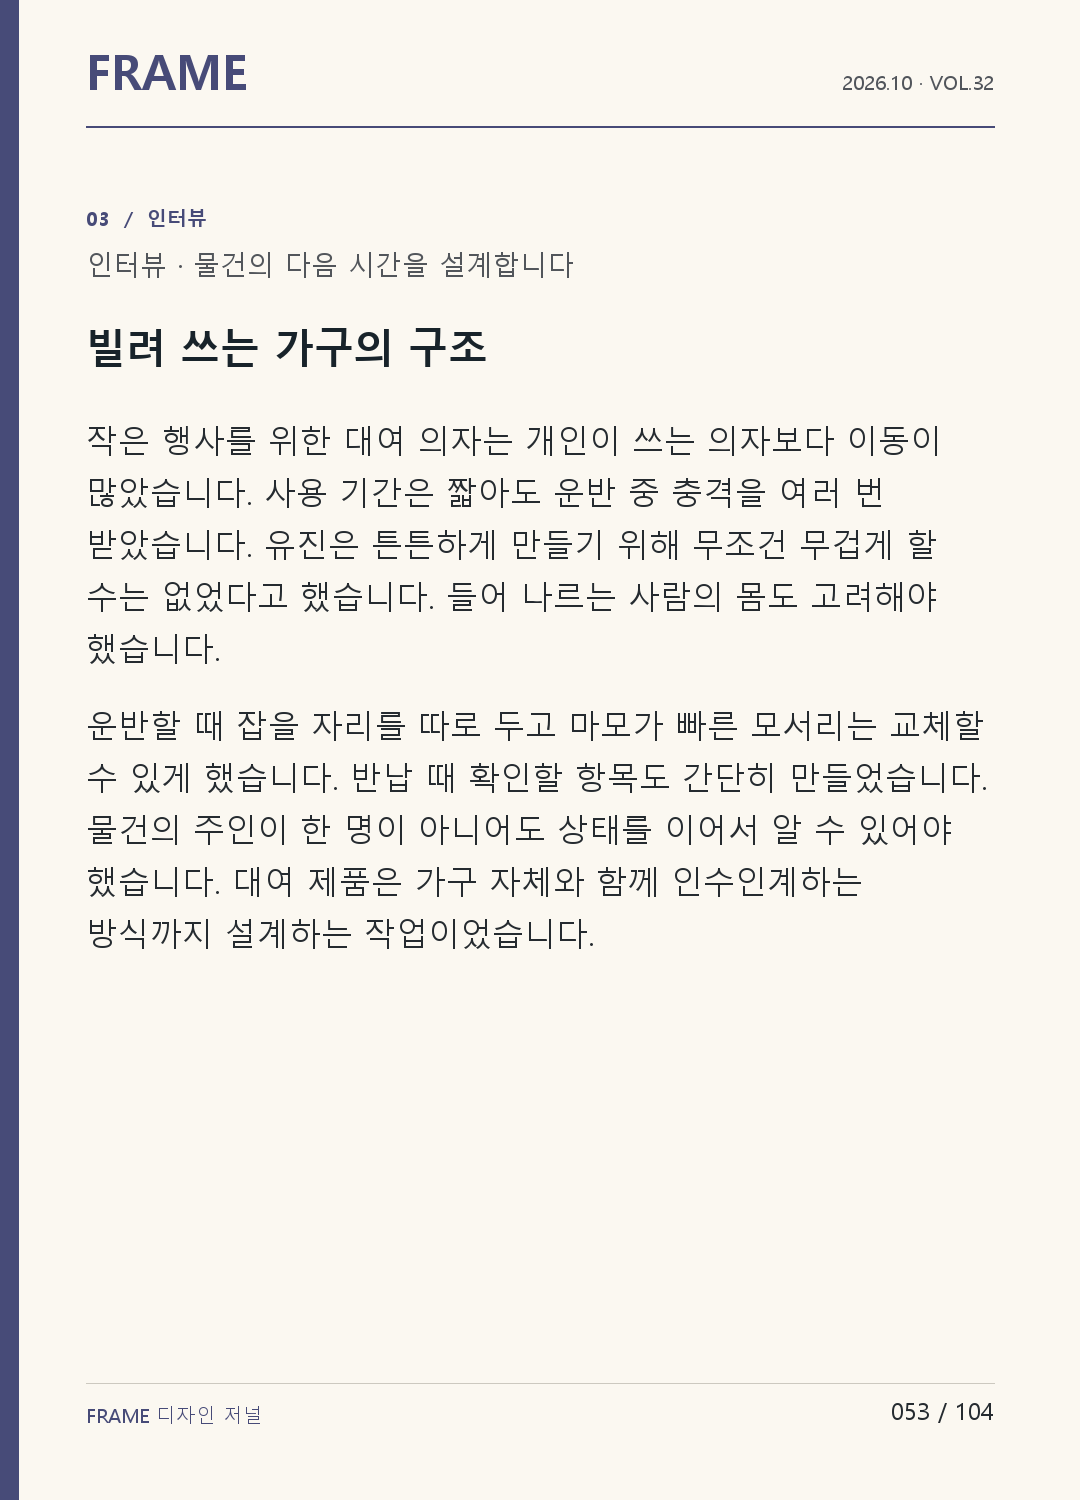 FRAME
2026.10 · VOL.32
03 / 인터뷰
인터뷰 · 물건의 다음 시간을 설계합니다
빌려 쓰는 가구의 구조
작은 행사를 위한 대여 의자는 개인이 쓰는 의자보다 이동이
많았습니다. 사용 기간은 짧아도 운반 중 충격을 여러 번
받았습니다. 유진은 튼튼하게 만들기 위해 무조건 무겁게 할
수는 없었다고 했습니다. 들어 나르는 사람의 몸도 고려해야
했습니다.
운반할 때 잡을 자리를 따로 두고 마모가 빠른 모서리는 교체할
수 있게 했습니다. 반납 때 확인할 항목도 간단히 만들었습니다.
물건의 주인이 한 명이 아니어도 상태를 이어서 알 수 있어야
했습니다. 대여 제품은 가구 자체와 함께 인수인계하는
방식까지 설계하는 작업이었습니다.
FRAME 디자인 저널
053 / 104